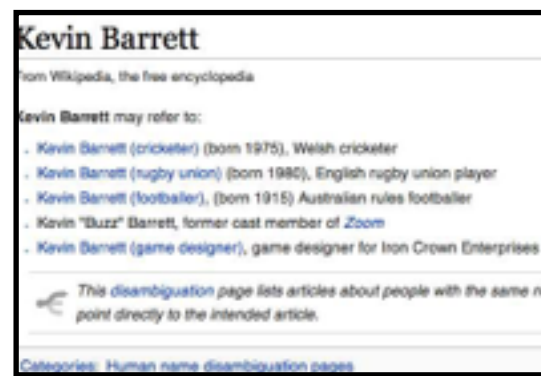 Kevin Barrett
From Wikipedia, the free encyclopedia
Kevin Barrett may refer to:
Kevin Barrett (cricketer) (born 1975), Welsh cricketer
Kevin Barrett (rugby union) (born 1980), English rugby union player
Kevin Barrett (footballer), (born 1915) Australian rules footballer
Kevin "Buzz" Barrett, former cast member of Zoom
Kevin Barrett (game designer), game designer for Iron Crown Enterprises
This disambiguation page lists articles about people with the same n
point directly to the intended article.
Categories: Human name disambiguation pages